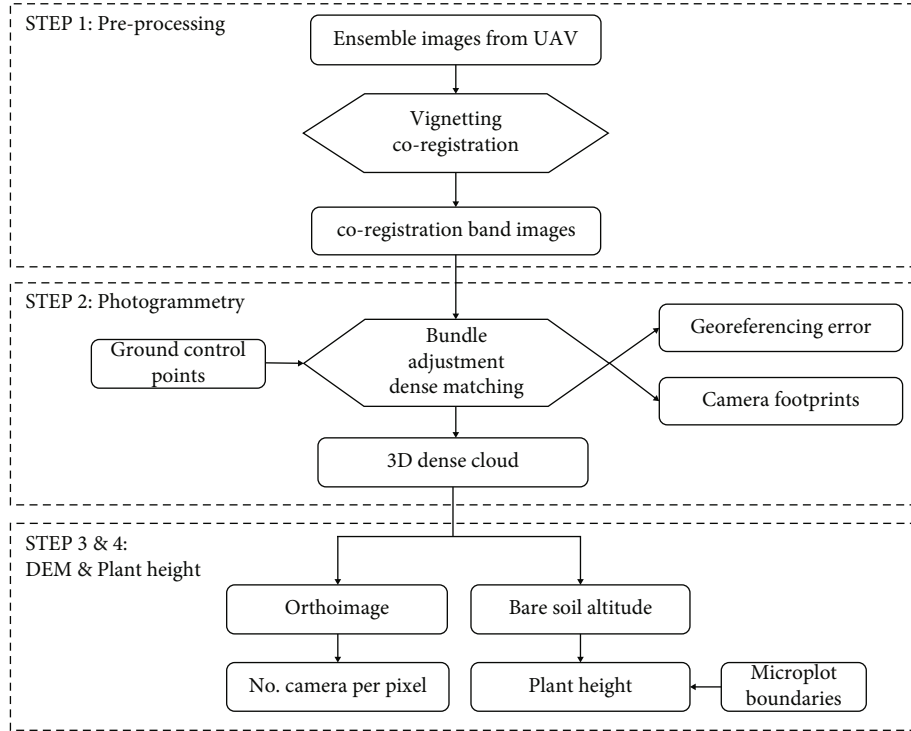 STEP 1: Pre-processing
Ensemble images from UAV
Vignetting
co-registration
co-registration band images
STEP 2: Photogrammetry
Ground control
points
Bundle
adjustment
dense matching
Georeferencing error
Camera footprints
3D dense cloud
STEP 3 & 4:
DEM & Plant height
Orthoimage
Bare soil altitude
No. camera per pixel
Plant height
Microplot
boundaries